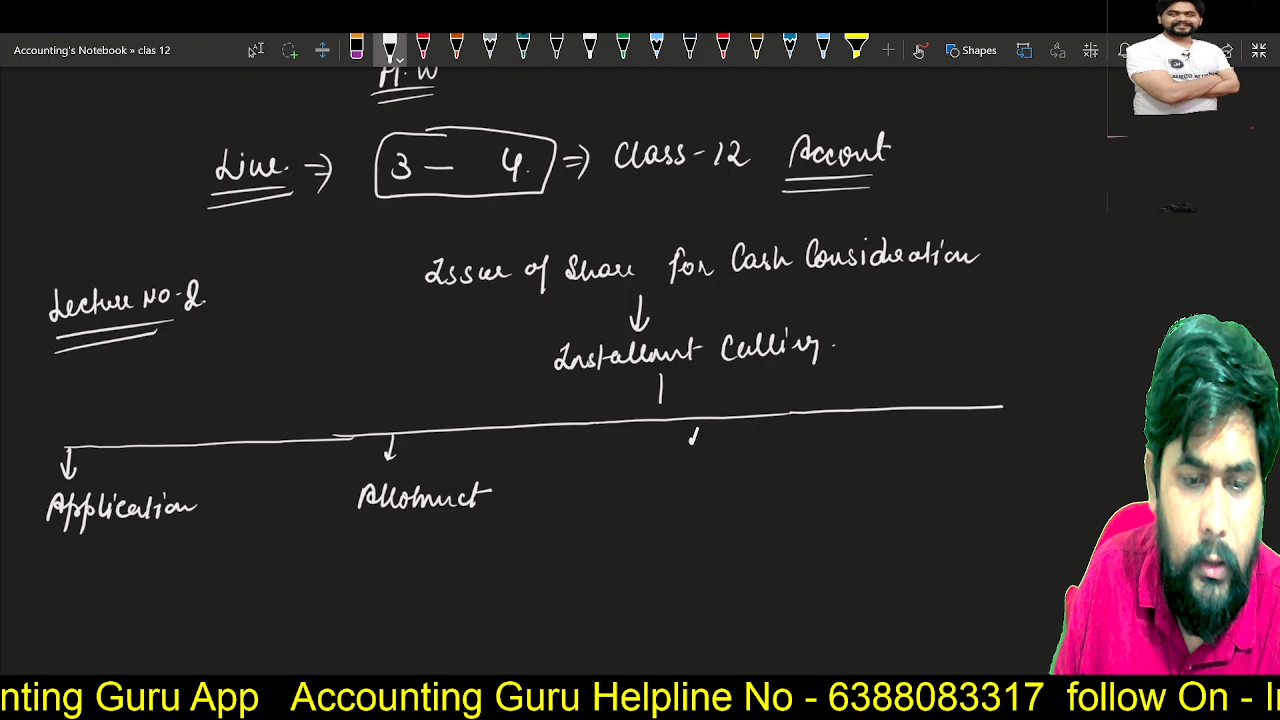 Accounting's Notebook » clas 12
Shapes
H.W
Live. => 3 — 4. => Class-12 Accout
Issue of Share for Cash Consideration
Lecture No-2.
Installment Calling.
Application
Allotment
nting Guru App Accounting Guru Helpline No - 6388083317 follow On - I